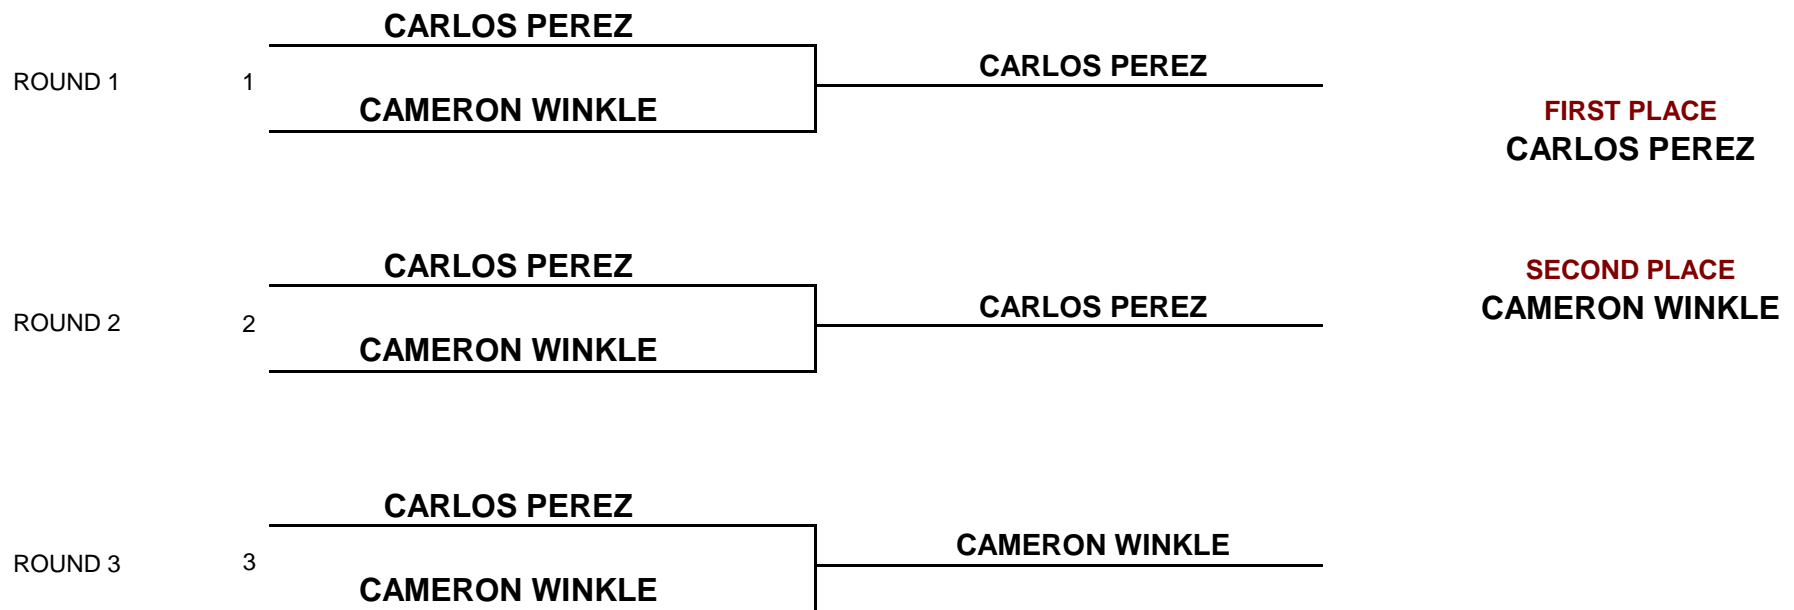 CARLOS PEREZ
ROUND 1 1 CARLOS PEREZ
CAMERON WINKLE
FIRST PLACE
CARLOS PEREZ
CARLOS PEREZ
ROUND 2 2 CARLOS PEREZ
CAMERON WINKLE
SECOND PLACE
CAMERON WINKLE
CARLOS PEREZ
ROUND 3 3 CAMERON WINKLE
CAMERON WINKLE